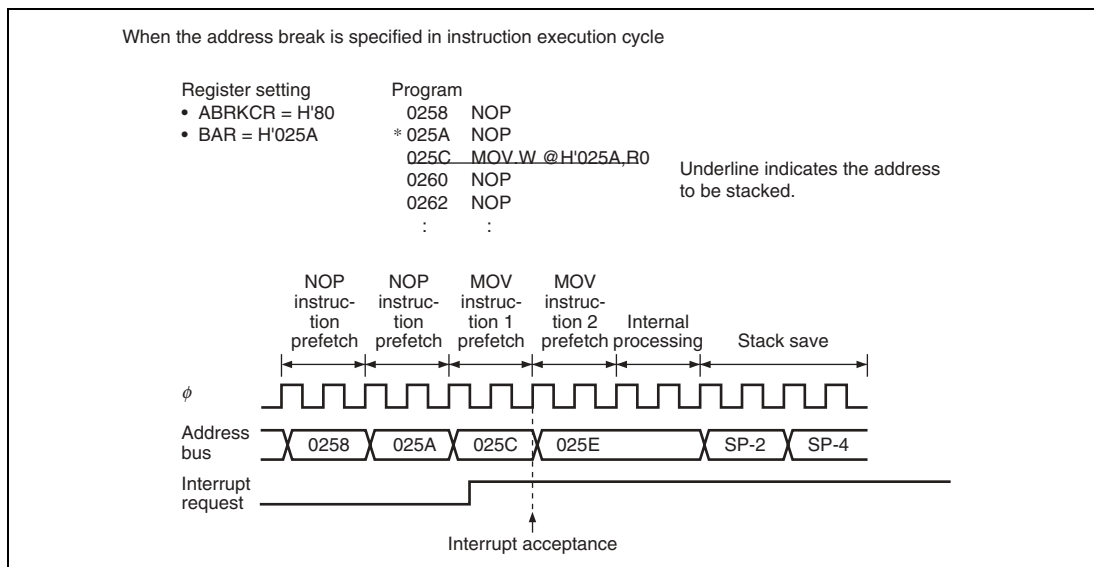 When the address break is specified in instruction execution cycle
Register setting
• ABRKCR = H'80
• BAR = H'025A
Program
0258 NOP
* 025A NOP
025C MOV.W @H'025A,R0
0260 NOP
0262 NOP
: :
Underline indicates the address
to be stacked.
NOP
instruc-
tion
prefetch
NOP
instruc-
tion
prefetch
MOV
instruc-
tion 1
prefetch
MOV
instruc-
tion 2
prefetch
Internal
processing
Stack save
ϕ
Address
bus
0258 025A 025C 025E SP-2 SP-4
Interrupt
request
Interrupt acceptance